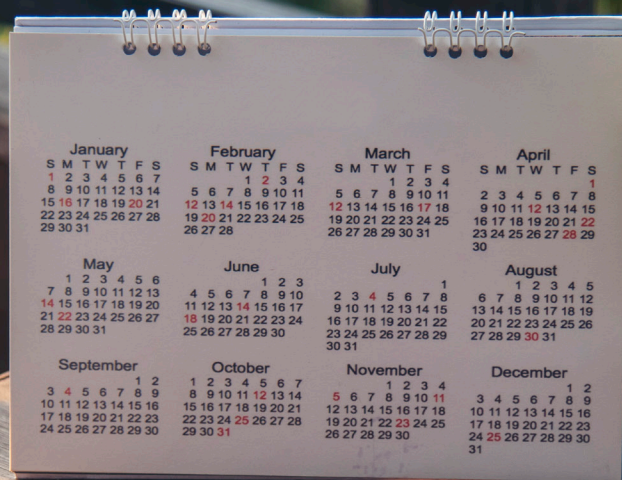 January
S M T W T F S
1 2 3 4 5 6 7
8 9 10 11 12 13 14
15 16 17 18 19 20 21
22 23 24 25 26 27 28
29 30 31
February
S M T W T F S
1 2 3 4
5 6 7 8 9 10 11
12 13 14 15 16 17 18
19 20 21 22 23 24 25
26 27 28
March
S M T W T F S
1 2 3 4
5 6 7 8 9 10 11
12 13 14 15 16 17 18
19 20 21 22 23 24 25
26 27 28 29 30 31
April
S M T W T F S
1
2 3 4 5 6 7 8
9 10 11 12 13 14 15
16 17 18 19 20 21 22
23 24 25 26 27 28 29
30
May
1 2 3 4 5 6
7 8 9 10 11 12 13
14 15 16 17 18 19 20
21 22 23 24 25 26 27
28 29 30 31
June
1 2 3
4 5 6 7 8 9 10
11 12 13 14 15 16 17
18 19 20 21 22 23 24
25 26 27 28 29 30
July
1
2 3 4 5 6 7 8
9 10 11 12 13 14 15
16 17 18 19 20 21 22
23 24 25 26 27 28 29
30 31
August
1 2 3 4 5
6 7 8 9 10 11 12
13 14 15 16 17 18 19
20 21 22 23 24 25 26
27 28 29 30 31
September
1 2
3 4 5 6 7 8 9
10 11 12 13 14 15 16
17 18 19 20 21 22 23
24 25 26 27 28 29 30
October
1 2 3 4 5 6 7
8 9 10 11 12 13 14
15 16 17 18 19 20 21
22 23 24 25 26 27 28
29 30 31
November
1 2 3 4
5 6 7 8 9 10 11
12 13 14 15 16 17 18
19 20 21 22 23 24 25
26 27 28 29 30
December
1 2
3 4 5 6 7 8 9
10 11 12 13 14 15 16
17 18 19 20 21 22 23
24 25 26 27 28 29 30
31